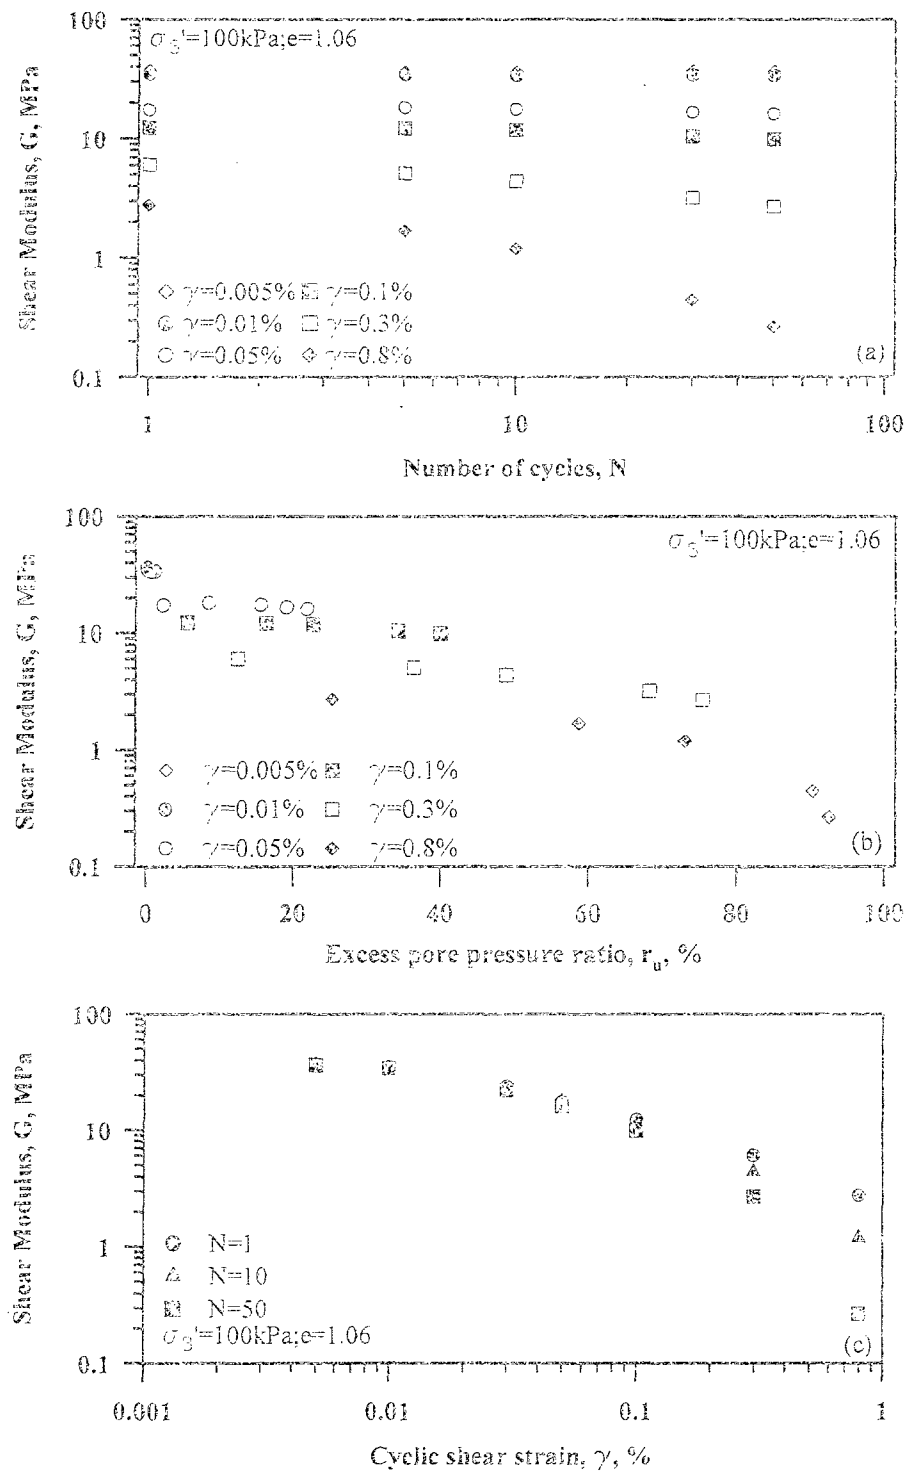 100
σ3'=100kPa;e=1.06
10
1
0.1
Shear Modulus, G, MPa
γ=0.005% γ=0.1%
γ=0.01% γ=0.3%
γ=0.05% γ=0.8%
(a)
1 10 100
Number of cycles, N
100
σ3'=100kPa;e=1.06
10
1
0.1
Shear Modulus, G, MPa
γ=0.005% γ=0.1%
γ=0.01% γ=0.3%
γ=0.05% γ=0.8%
(b)
0 20 40 60 80 100
Excess pore pressure ratio, ru, %
100
10
1
0.1
Shear Modulus, G, MPa
N=1
N=10
N=50
σ3'=100kPa;e=1.06
(c)
0.001 0.01 0.1 1
Cyclic shear strain, γ, %